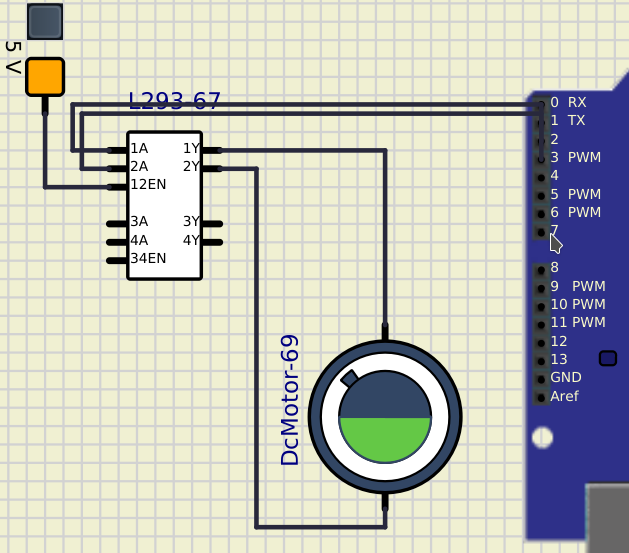 5 V
L293-67
1A 1Y
2A 2Y
12EN
3A 3Y
4A 4Y
34EN
DcMotor-69
0 RX
1 TX
2
3 PWM
4
5 PWM
6 PWM
7
8
9 PWM
10 PWM
11 PWM
12
13
GND
Aref